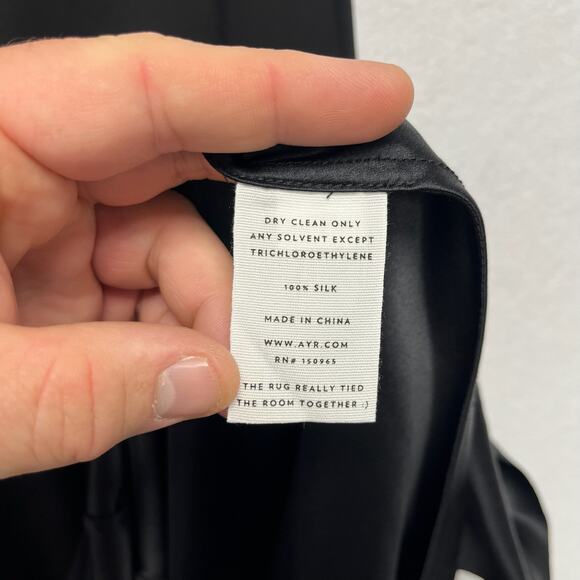 DRY CLEAN ONLY
ANY SOLVENT EXCEPT
TRICHLOROETHYLENE
100% SILK
MADE IN CHINA
WWW.AYR.COM
RN# 150965
THE RUG REALLY TIED
THE ROOM TOGETHER :)